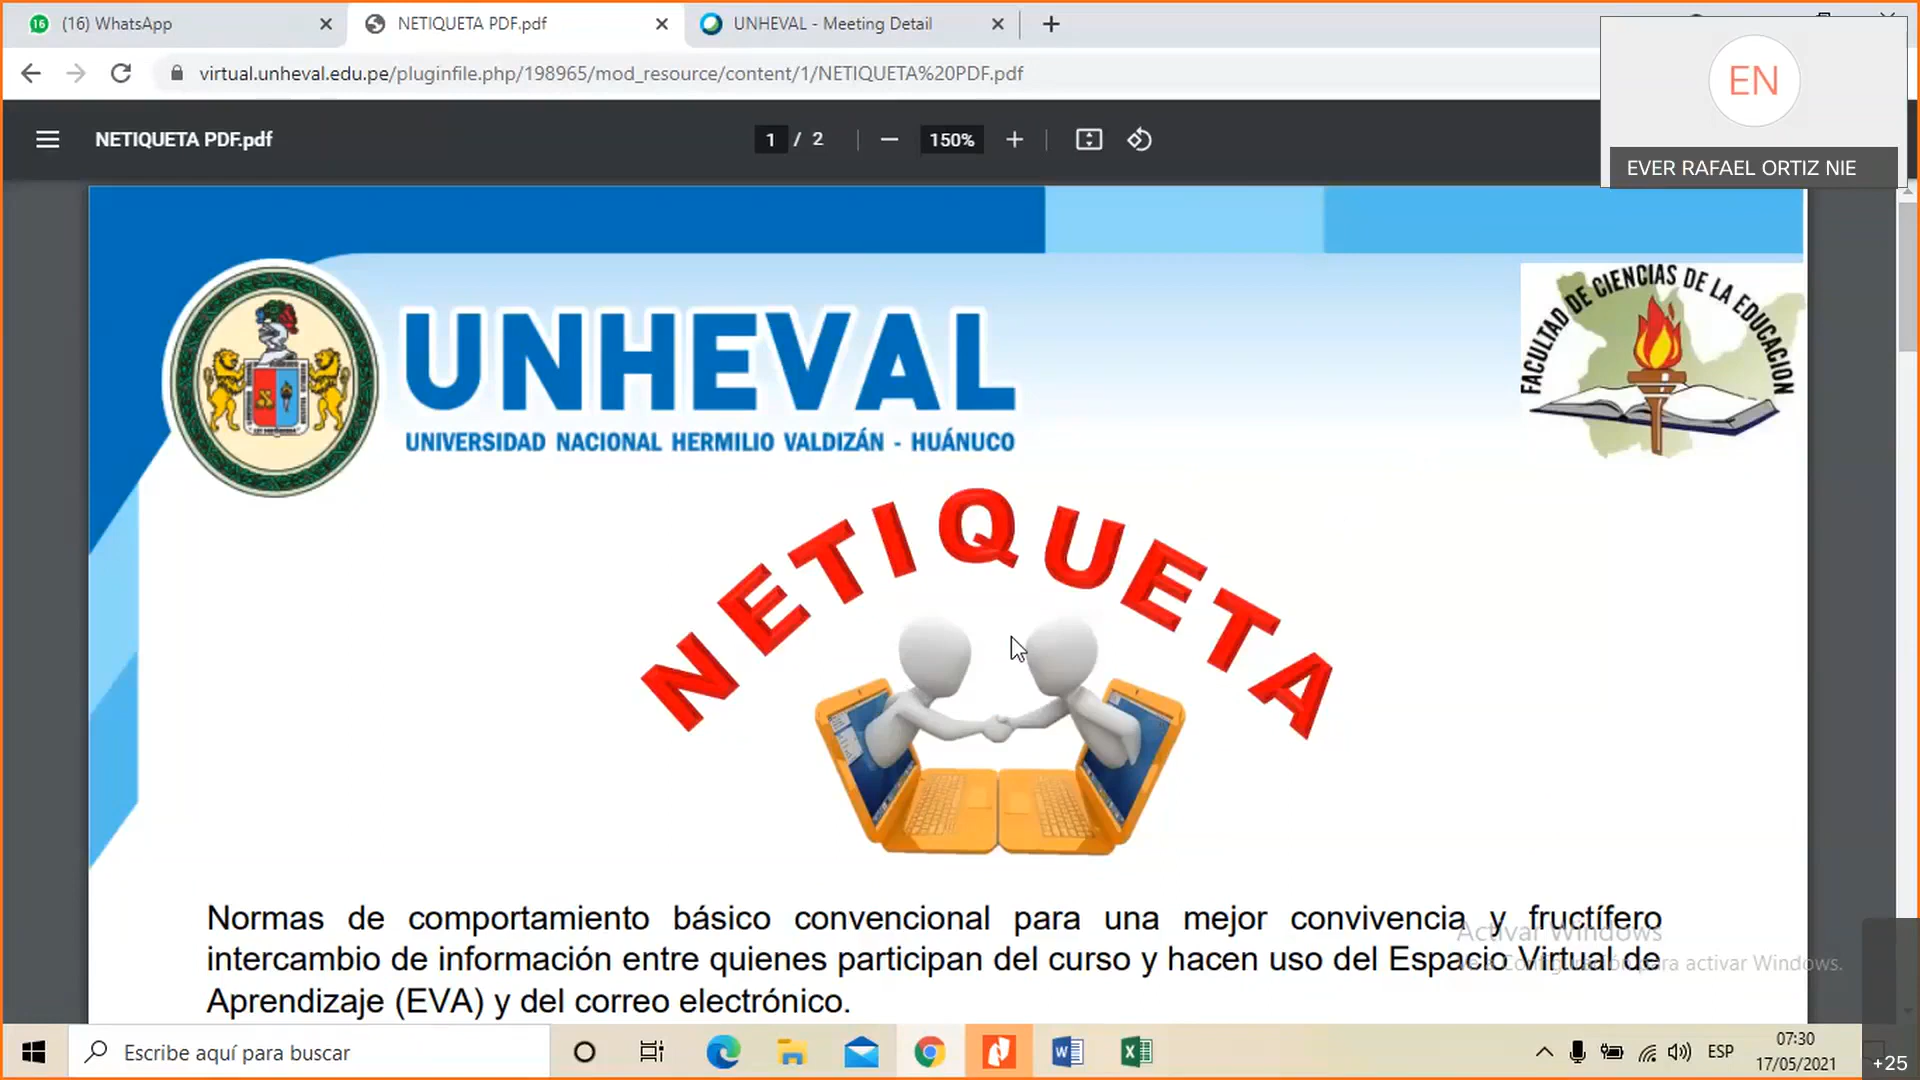 (16) WhatsApp
NETIQUETA PDF.pdf
UNHEVAL - Meeting Detail
virtual.unheval.edu.pe/pluginfile.php/198965/mod_resource/content/1/NETIQUETA%20PDF.pdf
EN
EVER RAFAEL ORTIZ NIE
NETIQUETA PDF.pdf
1 / 2
150%
FACULTAD DE CIENCIAS DE LA EDUCACION
UNHEVAL
UNIVERSIDAD NACIONAL HERMILIO VALDIZÁN - HUÁNUCO
NETIQUETA
Normas de comportamiento básico convencional para una mejor convivencia y fructífero
intercambio de información entre quienes participan del curso y hacen uso del Espacio Virtual de
Aprendizaje (EVA) y del correo electrónico.
Activar Windows
Ve a Configuración para activar Windows.
Escribe aquí para buscar
ESP
07:30
17/05/2021
+25